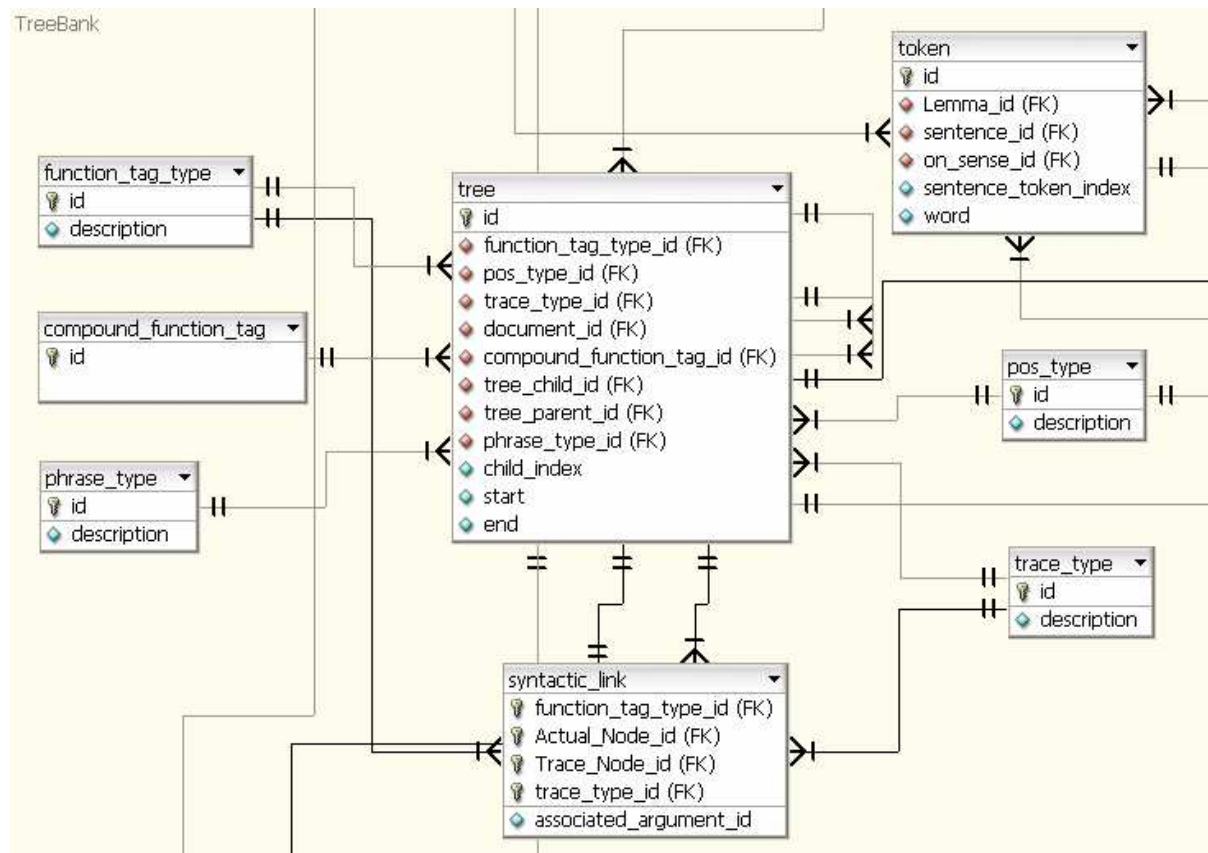 TreeBank
token
id
Lemma_id (FK)
sentence_id (FK)
on_sense_id (FK)
sentence_token_index
word
function_tag_type
id
description
tree
id
function_tag_type_id (FK)
pos_type_id (FK)
trace_type_id (FK)
document_id (FK)
compound_function_tag_id (FK)
tree_child_id (FK)
tree_parent_id (FK)
phrase_type_id (FK)
child_index
start
end
compound_function_tag
id
pos_type
id
description
phrase_type
id
description
trace_type
id
description
syntactic_link
function_tag_type_id (FK)
Actual_Node_id (FK)
Trace_Node_id (FK)
trace_type_id (FK)
associated_argument_id